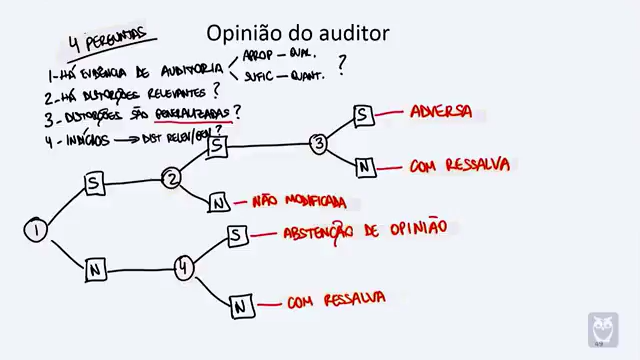 Opinião do auditor
4 PERGUNTAS
1- HÁ EVIDÊNCIA DE AUDITORIA
APROP - QUAL.
SUFIC - QUANT.
?
2- HÁ DISTORÇÕES RELEVANTES ?
3- DISTORÇÕES SÃO GENERALIZADAS ?
4 - INDÍCIOS → DIST RELEV/GEN ?
S
ADVERSA
S
3
N
COM RESSALVA
S
2
N
NÃO MODIFICADA
1
S
ABSTENÇÃO DE OPINIÃO
N
4
N
COM RESSALVA
49